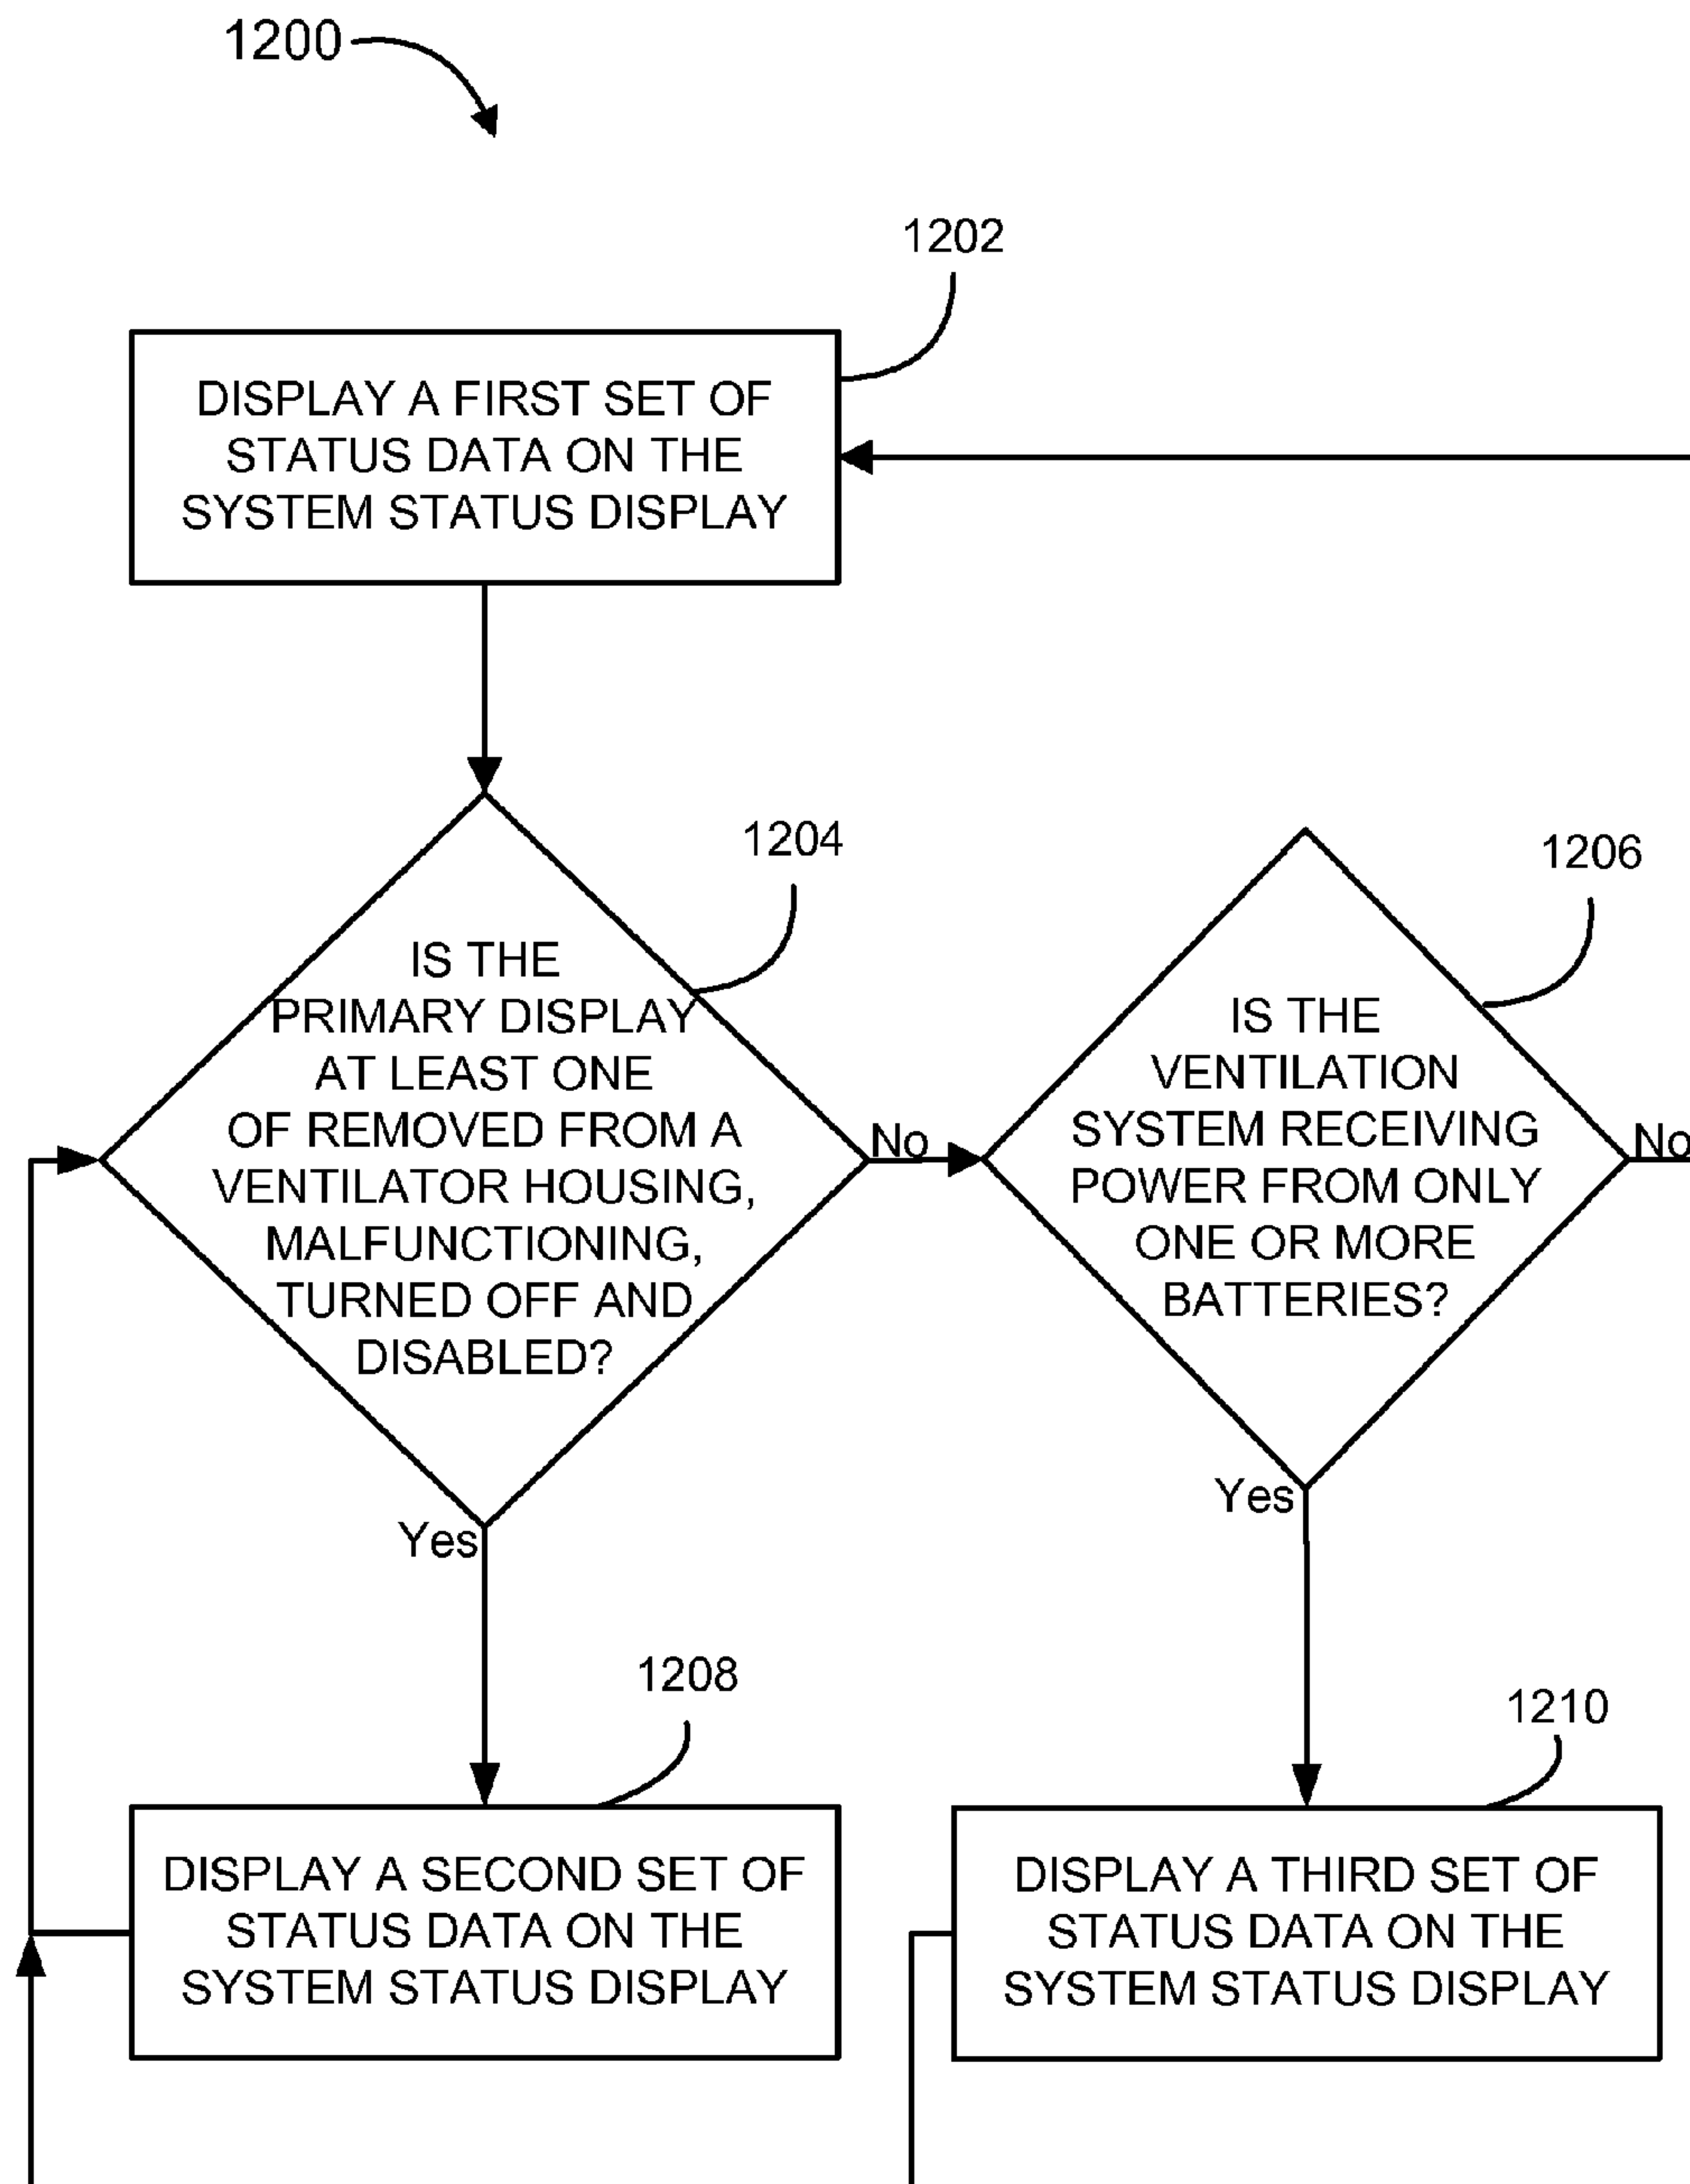 1200
1202
DISPLAY A FIRST SET OF
STATUS DATA ON THE
SYSTEM STATUS DISPLAY
1204
IS THE
PRIMARY DISPLAY
AT LEAST ONE
OF REMOVED FROM A
VENTILATOR HOUSING,
MALFUNCTIONING,
TURNED OFF AND
DISABLED?
No
Yes
1206
IS THE
VENTILATION
SYSTEM RECEIVING
POWER FROM ONLY
ONE OR MORE
BATTERIES?
No
Yes
1208
DISPLAY A SECOND SET OF
STATUS DATA ON THE
SYSTEM STATUS DISPLAY
1210
DISPLAY A THIRD SET OF
STATUS DATA ON THE
SYSTEM STATUS DISPLAY